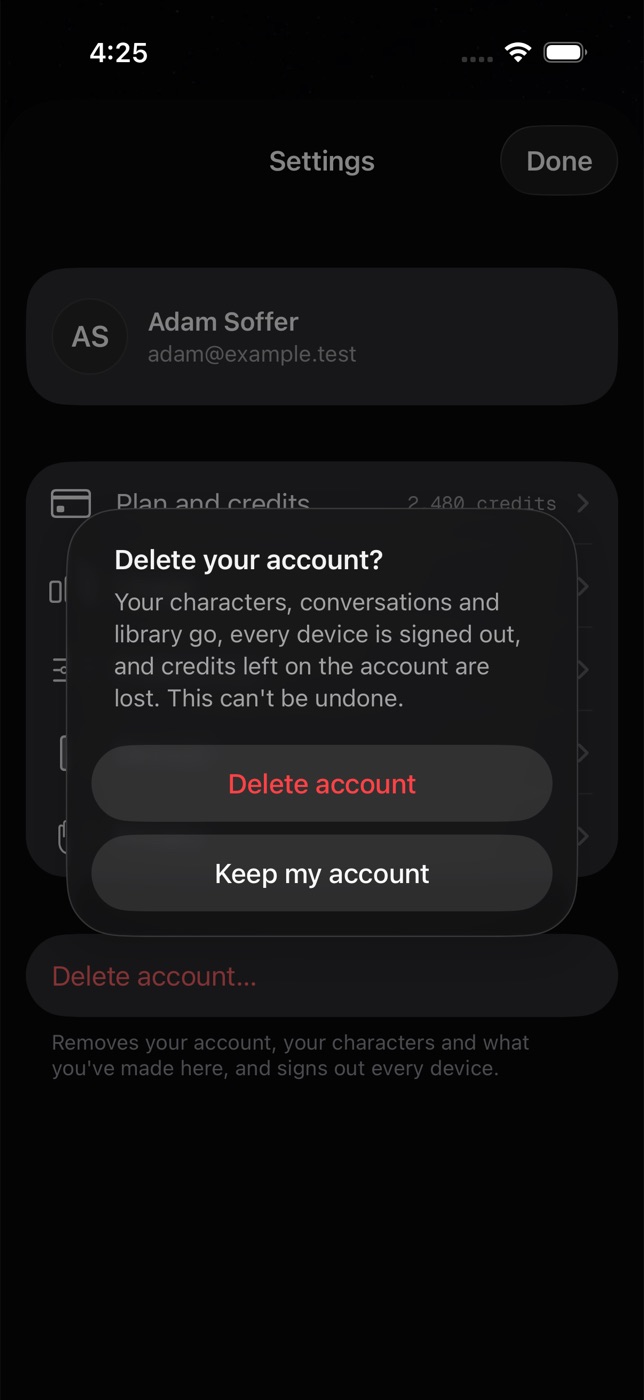 4:25
Settings
Done
AS
Adam Soffer
adam@example.test
Plan and credits
2 480 credits
Delete your account?
Your characters, conversations and
library go, every device is signed out,
and credits left on the account are
lost. This can't be undone.
Delete account
Keep my account
Delete account...
Removes your account, your characters and what
you've made here, and signs out every device.